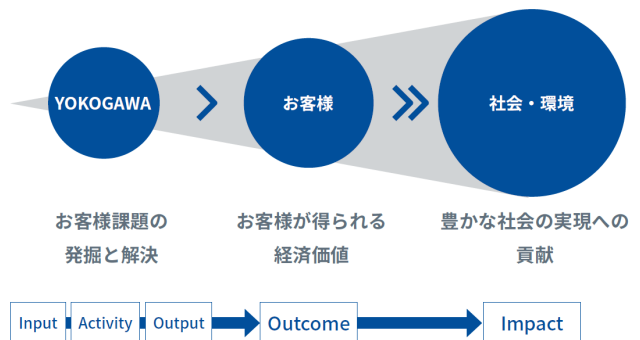 YOKOGAWA
お客様
社会・環境
お客様課題の
発掘と解決
お客様が得られる
経済価値
豊かな社会の実現への
貢献
Input
Activity
Output
Outcome
Impact